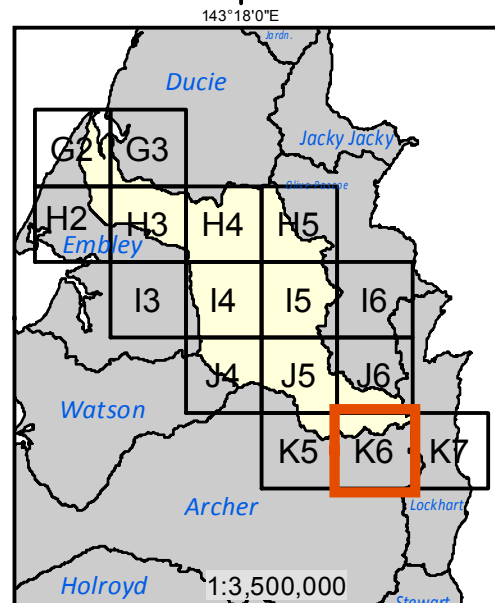 143°18'0"E
Jardn.
Ducie
Jacky Jacky
G2 G3
Olive Pascoe
H2 H3 H4 H5
Embley
I3 I4 I5 I6
J4 J5 J6
Watson
K5 K6 K7
Archer
Lockhart
Holroyd
1:3,500,000
Stewart